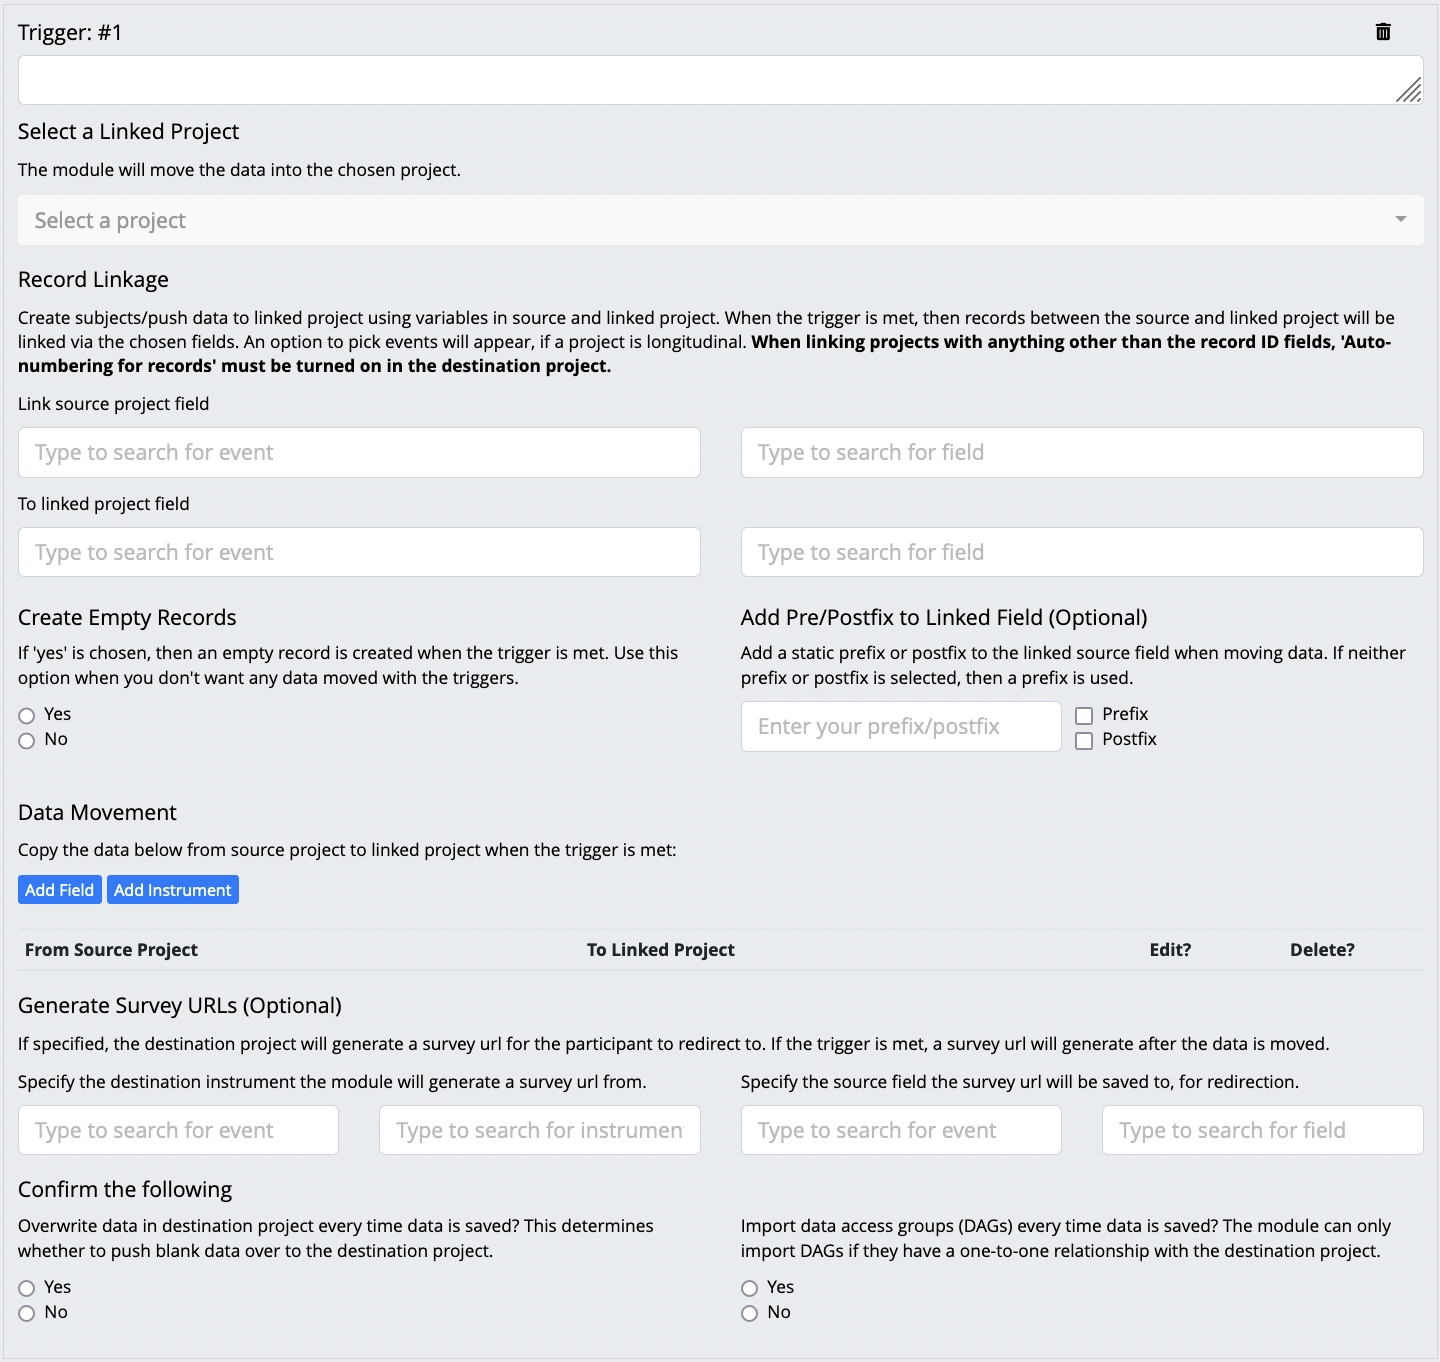 Trigger: #1
Select a Linked Project
The module will move the data into the chosen project.
Select a project
Record Linkage
Create subjects/push data to linked project using variables in source and linked project. When the trigger is met, then records between the source and linked project will be
linked via the chosen fields. An option to pick events will appear, if a project is longitudinal. When linking projects with anything other than the record ID fields, 'Auto-
numbering for records' must be turned on in the destination project.
Link source project field
Type to search for event
Type to search for field
To linked project field
Type to search for event
Type to search for field
Create Empty Records
If 'yes' is chosen, then an empty record is created when the trigger is met. Use this
option when you don't want any data moved with the triggers.
Yes
No
Add Pre/Postfix to Linked Field (Optional)
Add a static prefix or postfix to the linked source field when moving data. If neither
prefix or postfix is selected, then a prefix is used.
Enter your prefix/postfix
Prefix
Postfix
Data Movement
Copy the data below from source project to linked project when the trigger is met:
Add Field
Add Instrument
From Source Project
To Linked Project
Edit?
Delete?
Generate Survey URLs (Optional)
If specified, the destination project will generate a survey url for the participant to redirect to. If the trigger is met, a survey url will generate after the data is moved.
Specify the destination instrument the module will generate a survey url from.
Type to search for event
Type to search for instrumen
Specify the source field the survey url will be saved to, for redirection.
Type to search for event
Type to search for field
Confirm the following
Overwrite data in destination project every time data is saved? This determines
whether to push blank data over to the destination project.
Yes
No
Import data access groups (DAGs) every time data is saved? The module can only
import DAGs if they have a one-to-one relationship with the destination project.
Yes
No